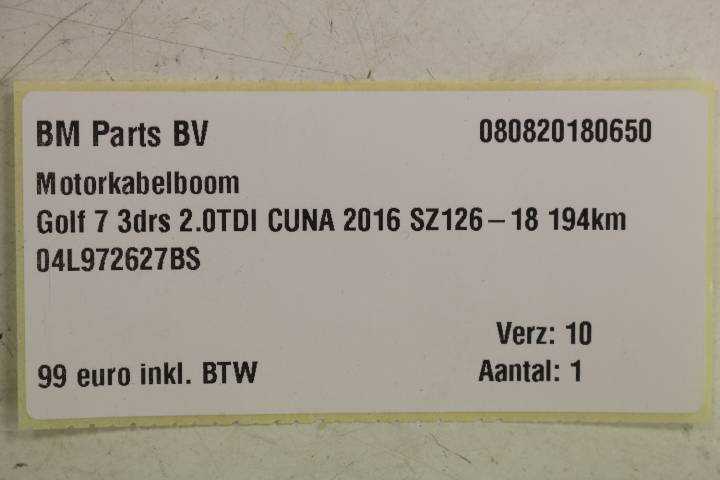 BM Parts BV 080820180650
Motorkabelboom
Golf 7 3drs 2.0TDI CUNA 2016 SZ126–18 194km
04L972627BS
Verz: 10
99 euro inkl. BTW Aantal: 1